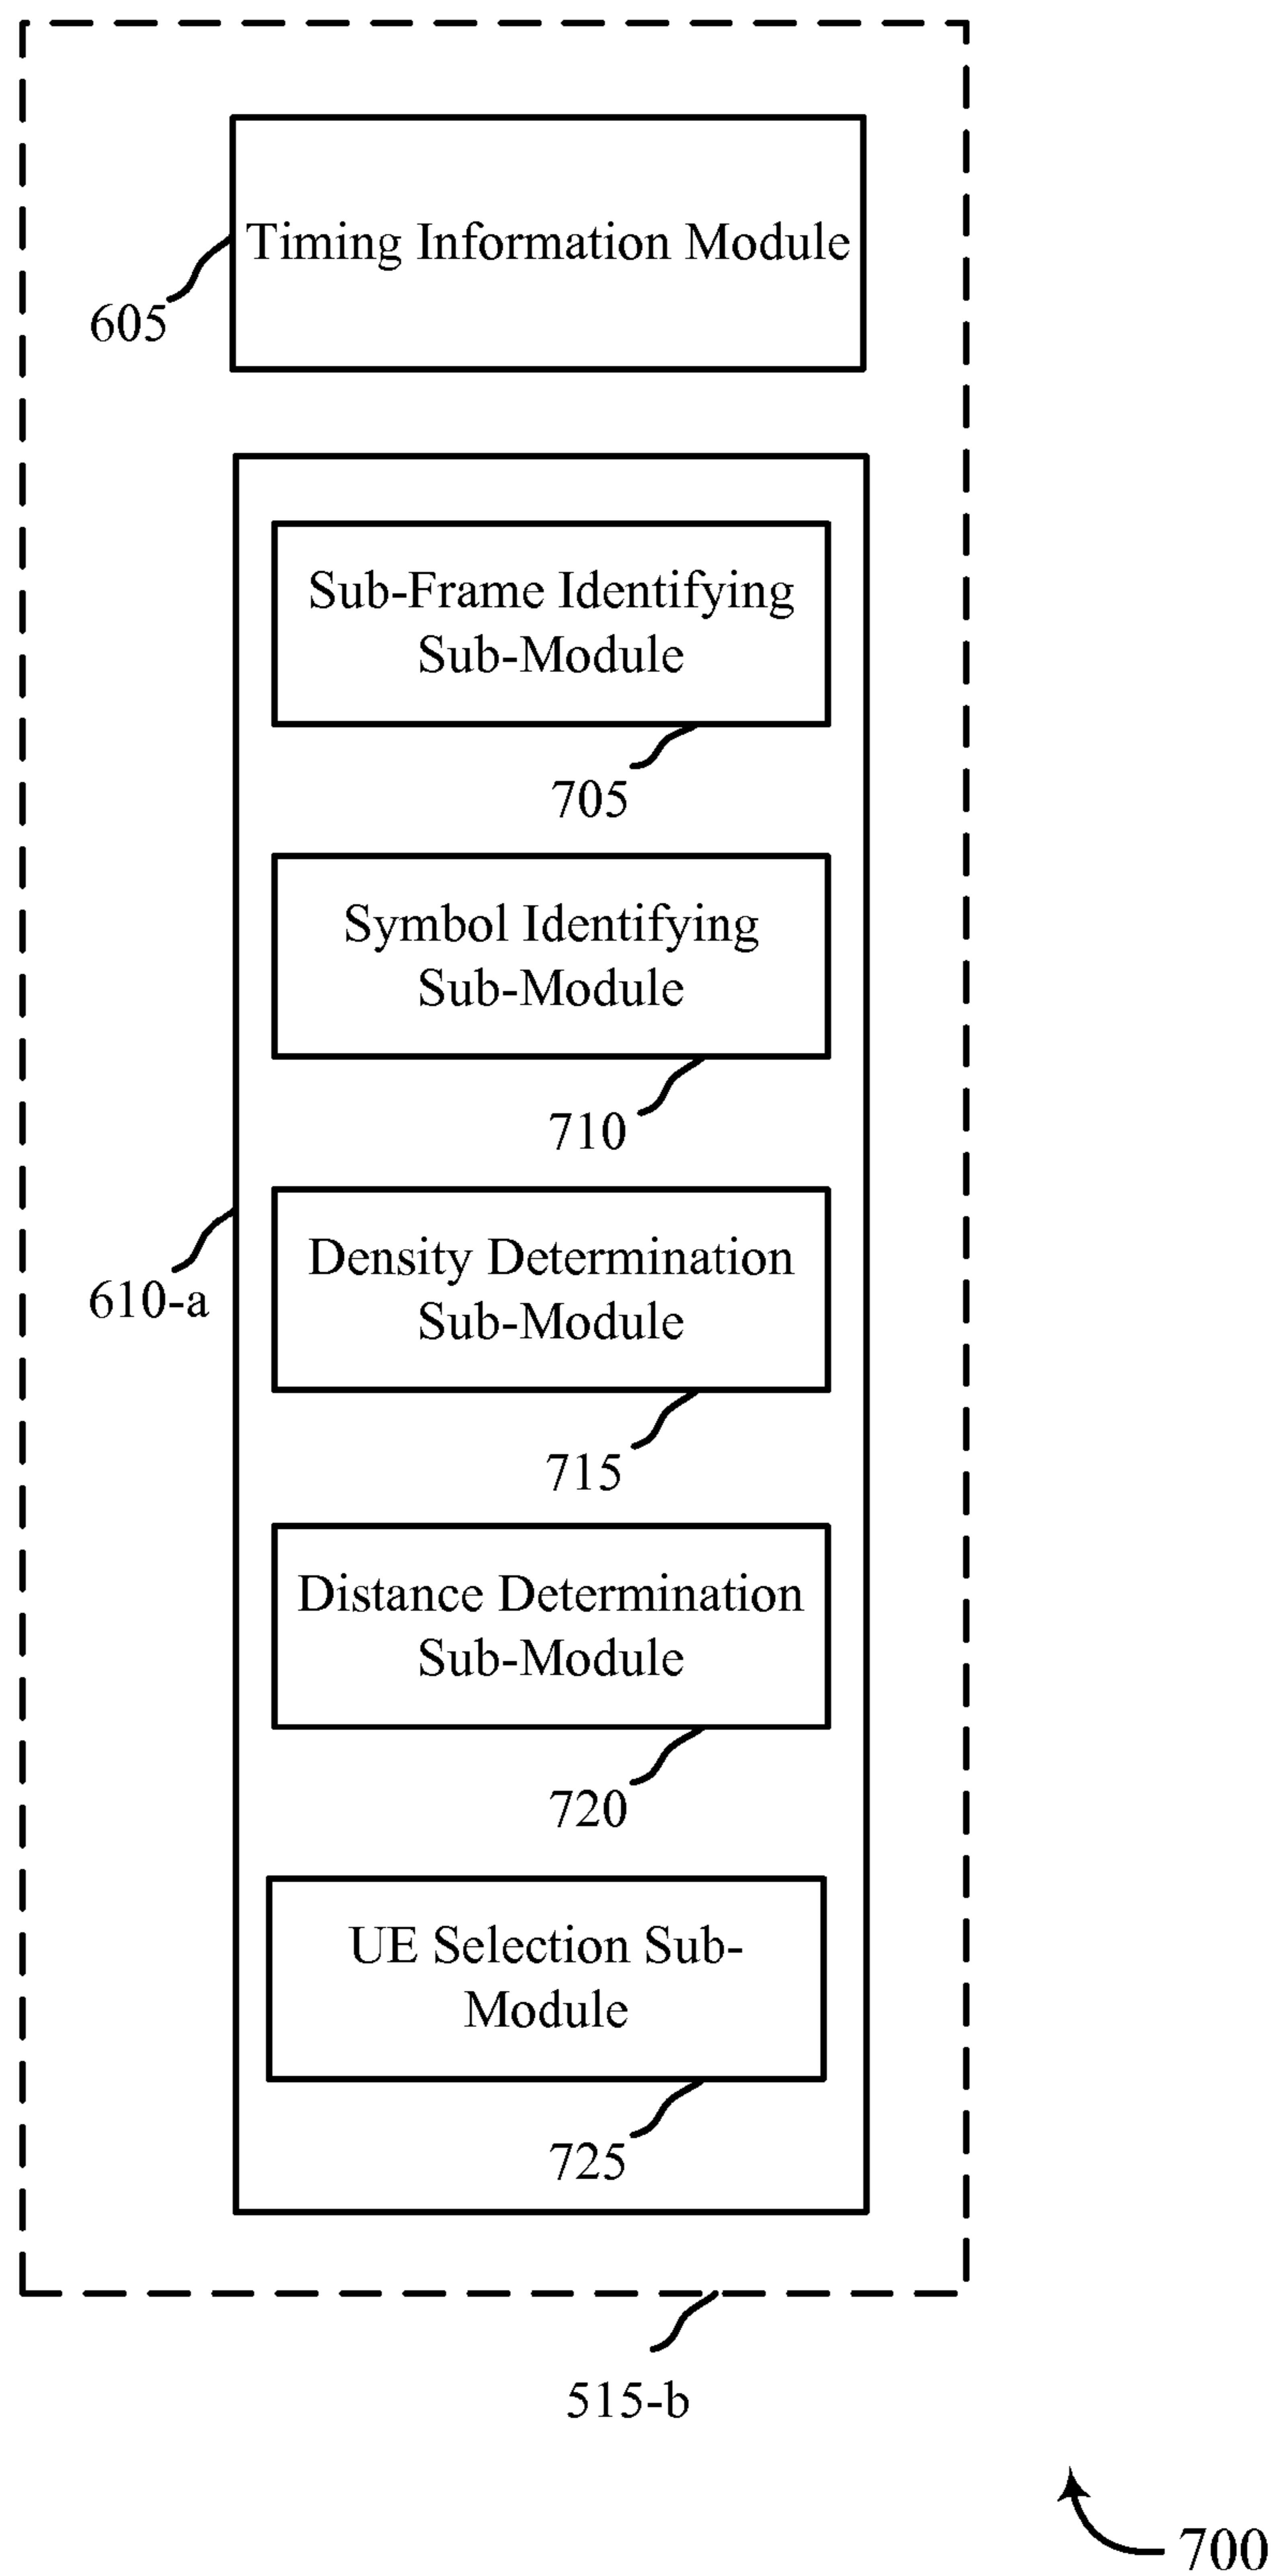 Timing Information Module
605
Sub-Frame Identifying
Sub-Module
705
Symbol Identifying
Sub-Module
710
Density Determination
Sub-Module
610-a
715
Distance Determination
Sub-Module
720
UE Selection Sub-
Module
725
515-b
700